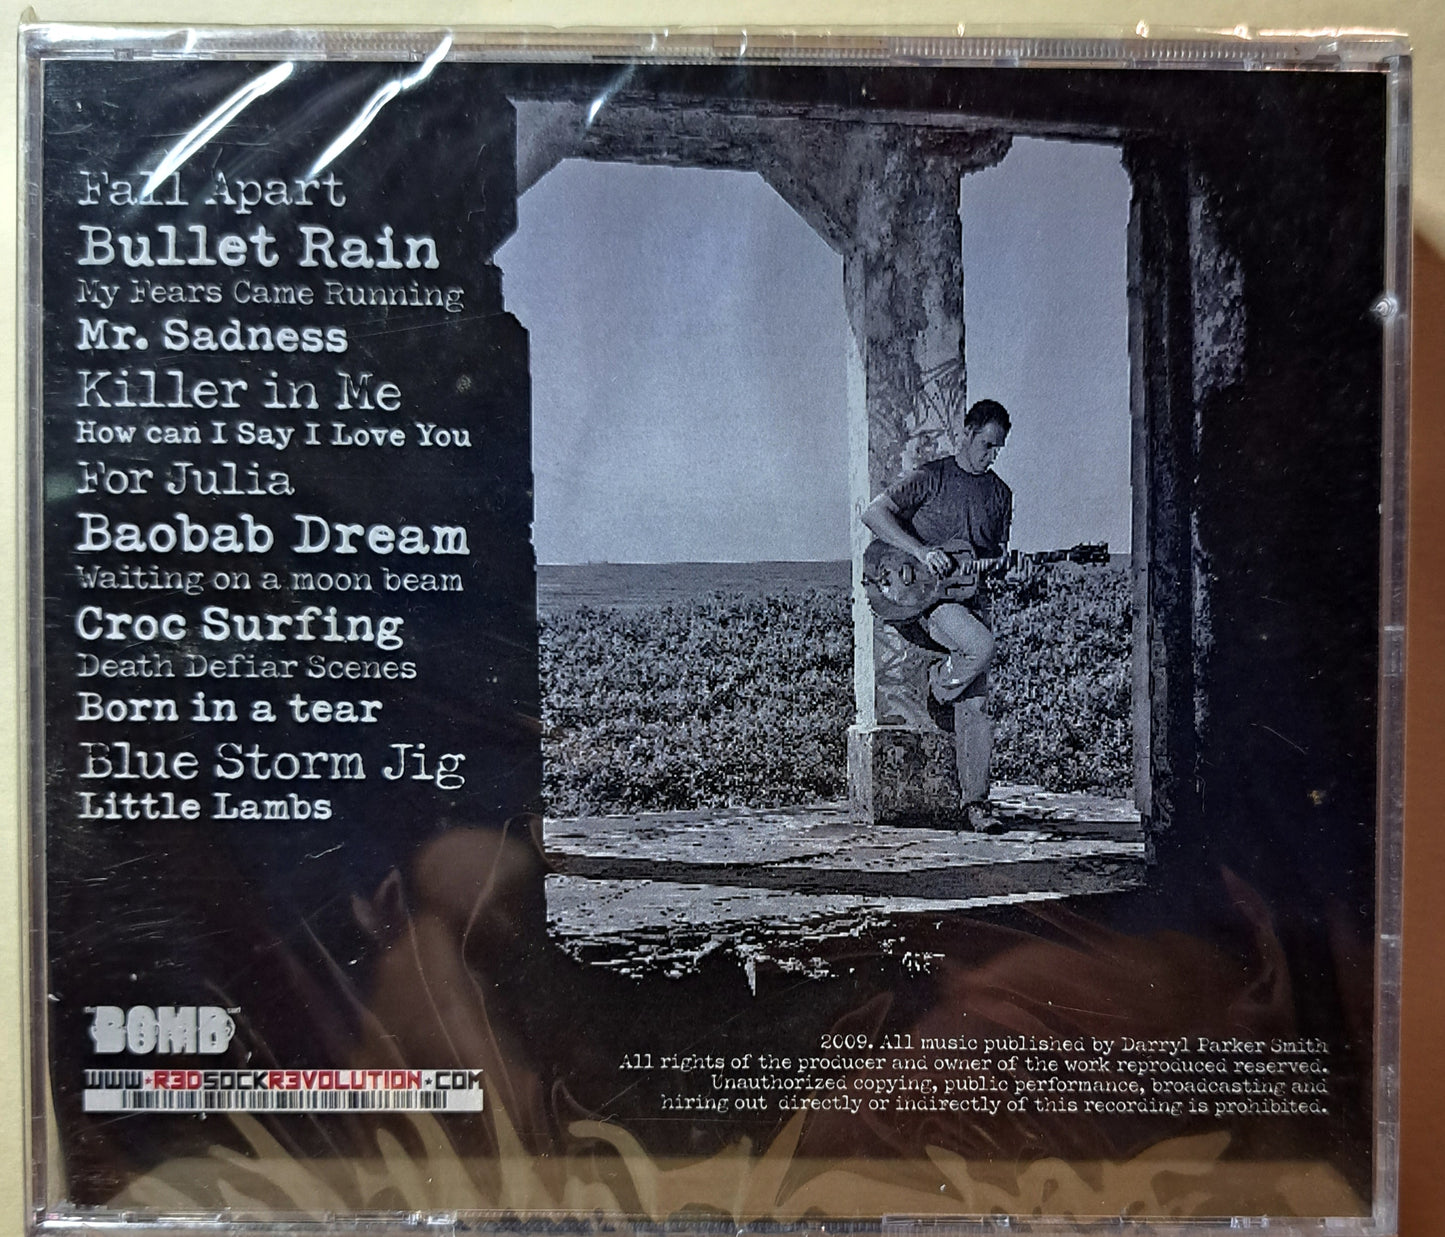 Fall Apart
Bullet Rain
My Fears Came Running
Mr. Sadness
Killer in Me
How can I Say I Love You
For Julia
Baobab Dream
Waiting on a moon beam
Croc Surfing
Death Defiar Scenes
Born in a tear
Blue Storm Jig
Little Lambs
BOMB
WWW★R3DSOCKR3VOLUTION★COM
2009. All music published by Darryl Parker Smith
All rights of the producer and owner of the work reproduced reserved.
Unauthorized copying, public performance, broadcasting and
hiring out directly or indirectly of this recording is prohibited.